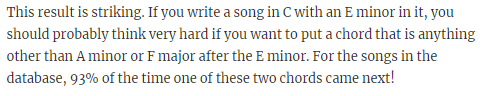 This result is striking. If you write a song in C with an E minor in it, you
should probably think very hard if you want to put a chord that is anything
other than A minor or F major after the E minor. For the songs in the
database, 93% of the time one of these two chords came next!